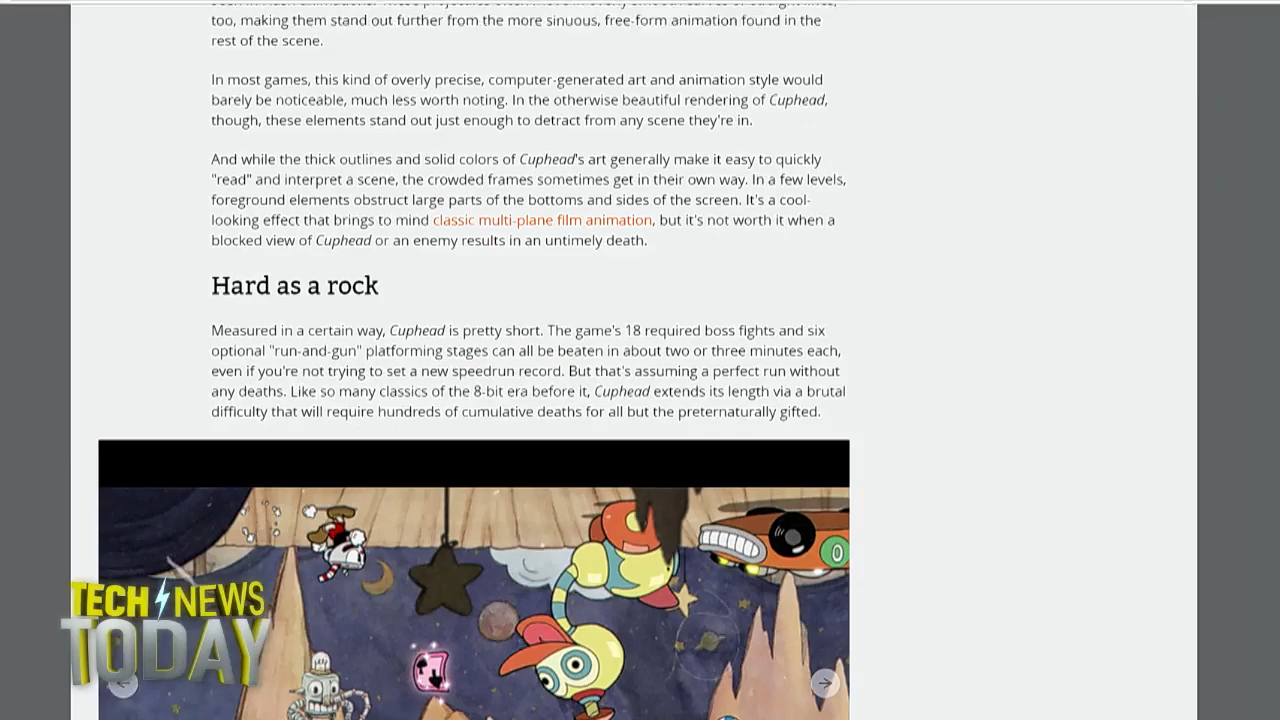 too, making them stand out further from the more sinuous, free-form animation found in the
rest of the scene.
In most games, this kind of overly precise, computer-generated art and animation style would
barely be noticeable, much less worth noting. In the otherwise beautiful rendering of Cuphead,
though, these elements stand out just enough to detract from any scene they're in.
And while the thick outlines and solid colors of Cuphead's art generally make it easy to quickly
"read" and interpret a scene, the crowded frames sometimes get in their own way. In a few levels,
foreground elements obstruct large parts of the bottoms and sides of the screen. It's a cool-
looking effect that brings to mind classic multi-plane film animation, but it's not worth it when a
blocked view of Cuphead or an enemy results in an untimely death.
Hard as a rock
Measured in a certain way, Cuphead is pretty short. The game's 18 required boss fights and six
optional "run-and-gun" platforming stages can all be beaten in about two or three minutes each,
even if you're not trying to set a new speedrun record. But that's assuming a perfect run without
any deaths. Like so many classics of the 8-bit era before it, Cuphead extends its length via a brutal
difficulty that will require hundreds of cumulative deaths for all but the preternaturally gifted.
TECH NEWS
TODAY